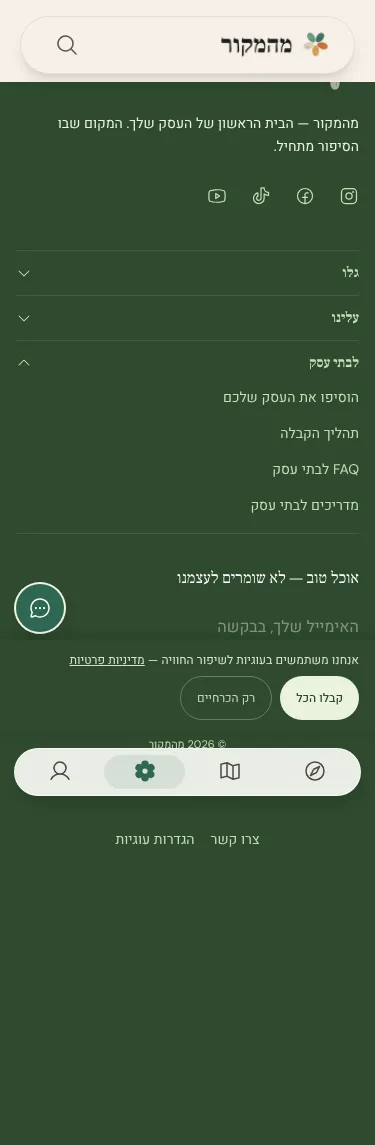 מהמקור
מהמקור — הבית הראשון של העסק שלך. המקום שבו
הסיפור מתחיל.
גלו
עלינו
לבתי עסק
הוסיפו את העסק שלכם
תהליך הקבלה
FAQ לבתי עסק
מדריכים לבתי עסק
אוכל טוב — לא שומרים לעצמנו
האימייל שלך, בבקשה
אנחנו משתמשים בעוגיות לשיפור החוויה — מדיניות פרטיות
קבלו הכל
רק הכרחיים
© 2026 מהמקור
צרו קשר
הגדרות עוגיות